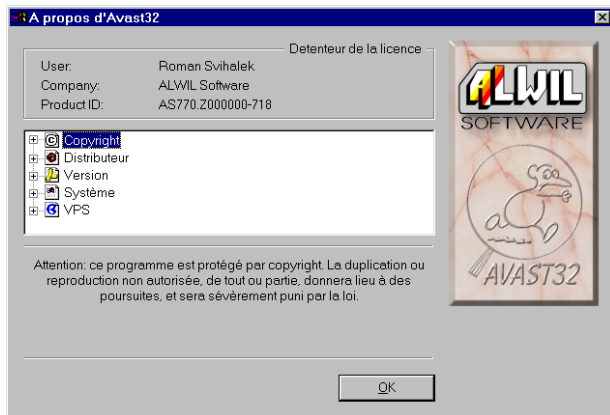 A propos d'Avast32
Detenteur de la licence
User: Roman Svihalek
Company: ALWIL Software
Product ID: AS770.Z000000-718
Copyright
Distributeur
Version
Système
VPS
Attention: ce programme est protégé par copyright. La duplication ou
reproduction non autorisée, de tout ou partie, donnera lieu à des
poursuites, et sera sévèrement puni par la loi.
OK
ALWIL
SOFTWARE
AVAST32